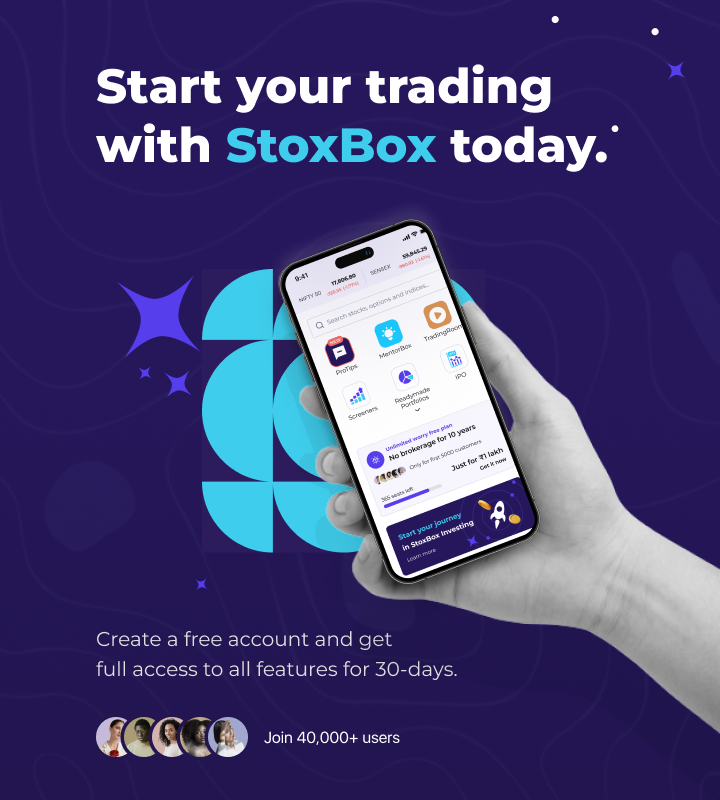 Start your trading
with StoxBox today.
9:41
NIFTY 50
17,806.80
SENSEX
59,845.29
Search stocks, options and indices...
ProTips
MentorBox
TradingRoom
Screeners
Readymade
Portfolios
IPO
Unlimited worry free plan
No brokerage for 10 years
Only for first 5000 customers
365 seats left
Just for ₹1 lakh
Get it now
Start your journey
in StoxBox Investing
Learn more
Create a free account and get
full access to all features for 30-days.
Join 40,000+ users